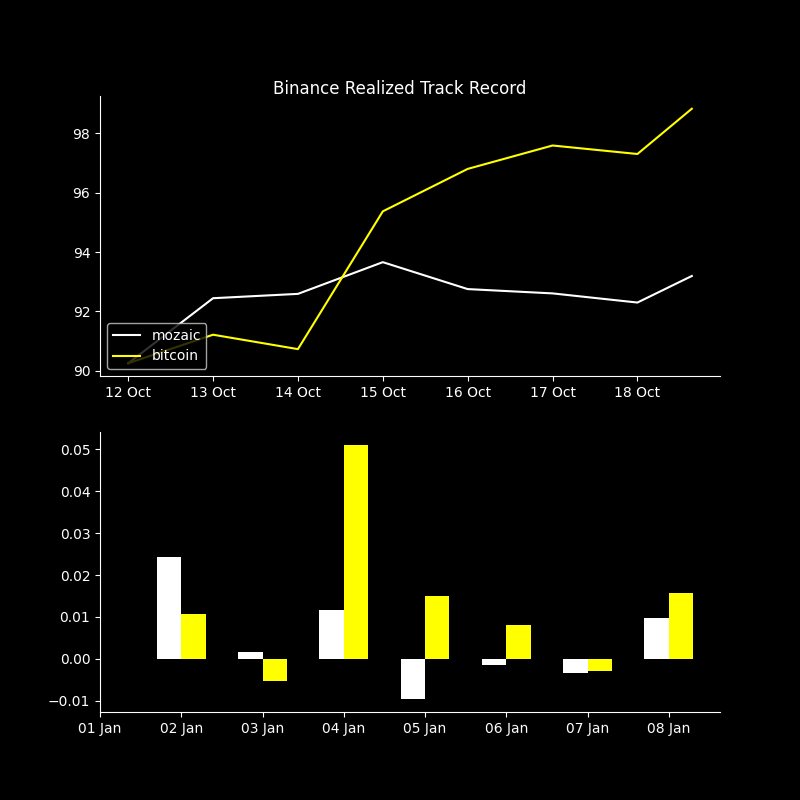 Binance Realized Track Record
98
96
94
92
90
mozaic
bitcoin
12 Oct 13 Oct 14 Oct 15 Oct 16 Oct 17 Oct 18 Oct
0.05
0.04
0.03
0.02
0.01
0.00
−0.01
01 Jan 02 Jan 03 Jan 04 Jan 05 Jan 06 Jan 07 Jan 08 Jan